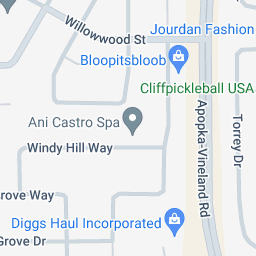 Willowwood St
Jourdan Fashion
Bloopitsbloob
Cliffpickleball USA
Ani Castro Spa
Windy Hill Way
Apopka-Vineland Rd
Torrey Dr
rove Way
Diggs Haul Incorporated
Grove Dr